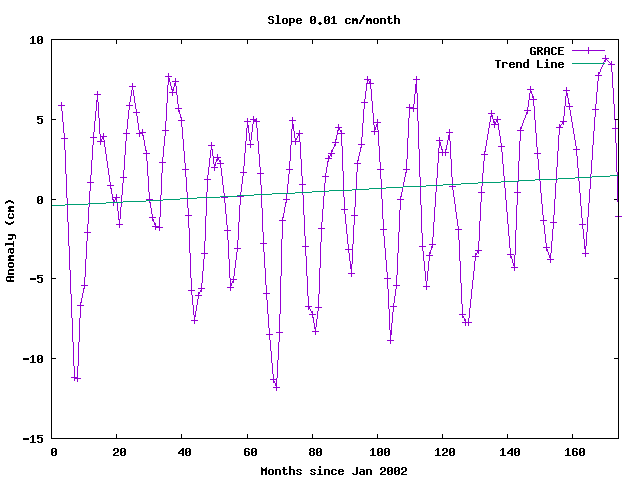 Slope 0.01 cm/month
GRACE
Trend Line
10
5
0
-5
-10
-15
Anomaly (cm)
0 20 40 60 80 100 120 140 160
Months since Jan 2002